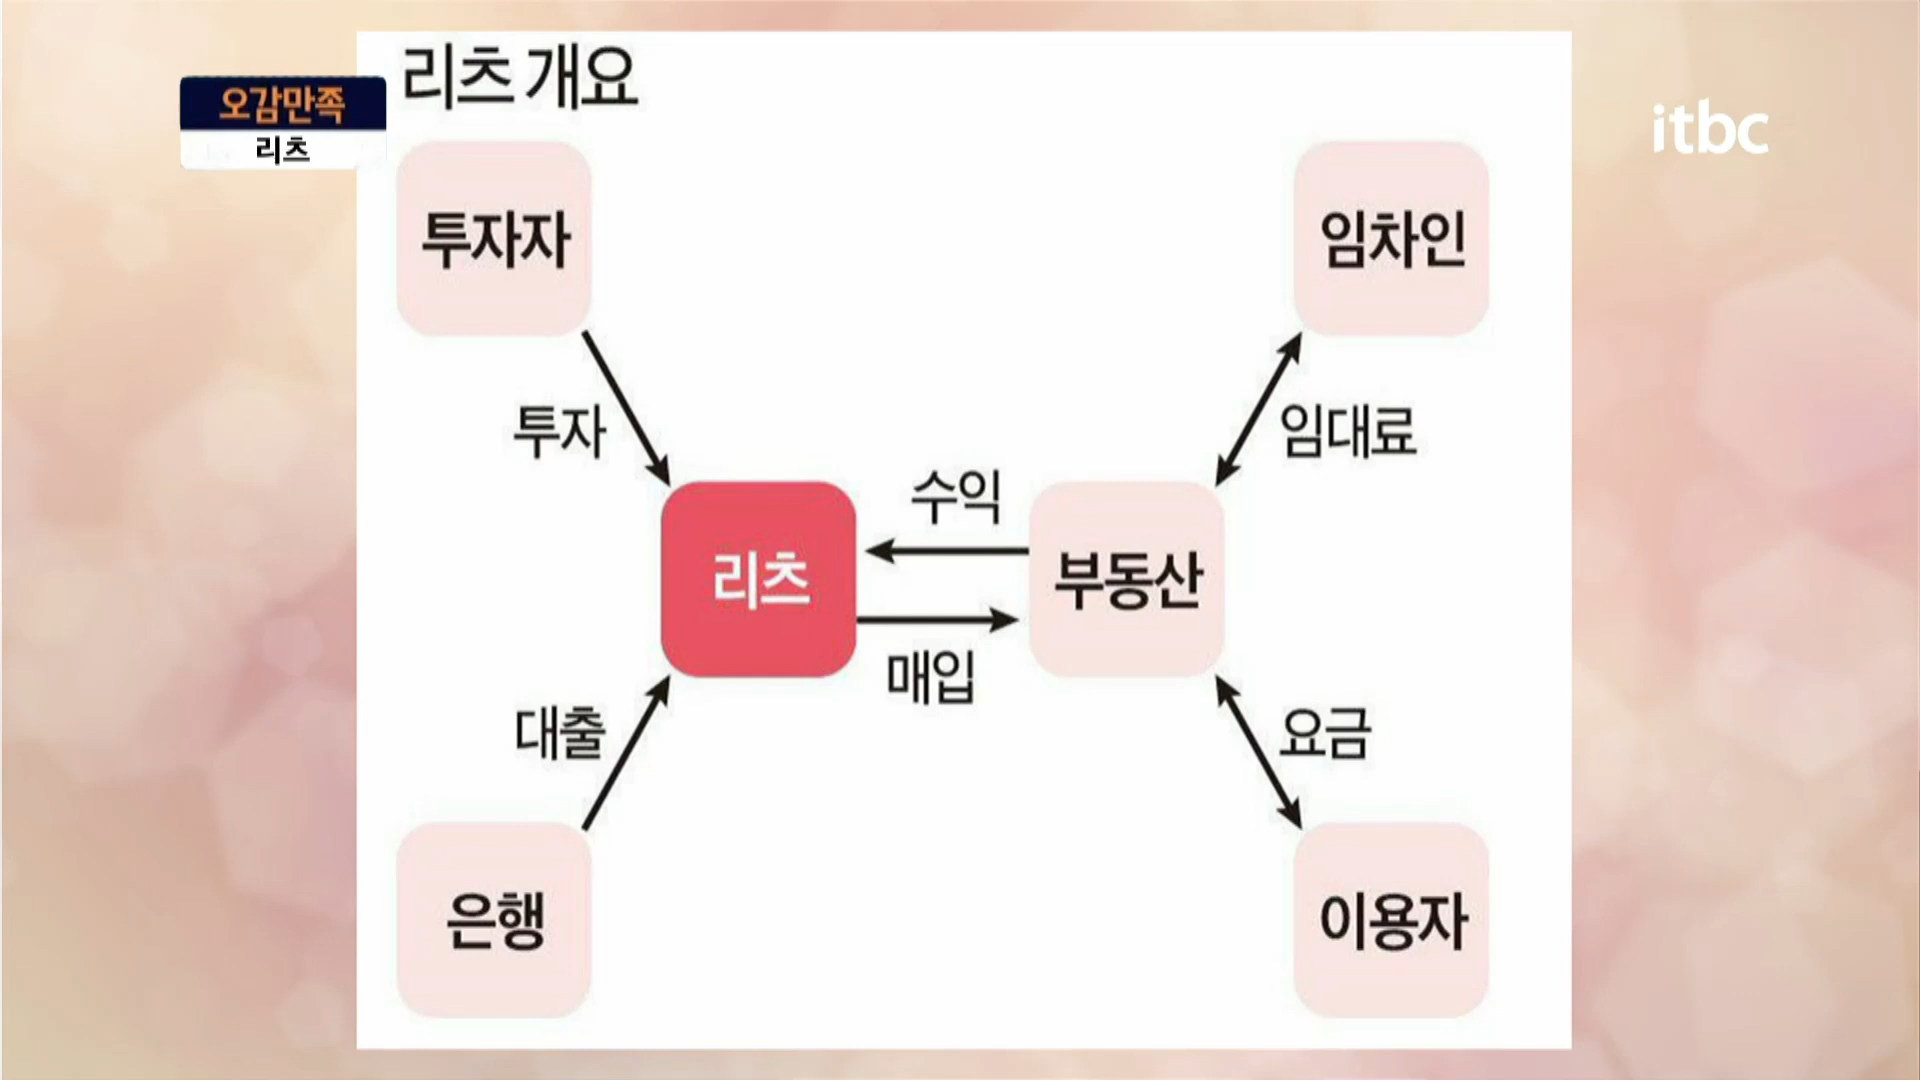 리츠 개요
오감만족
리츠
itbc
투자자
임차인
투자
임대료
수익
리츠
부동산
매입
대출
요금
은행
이용자